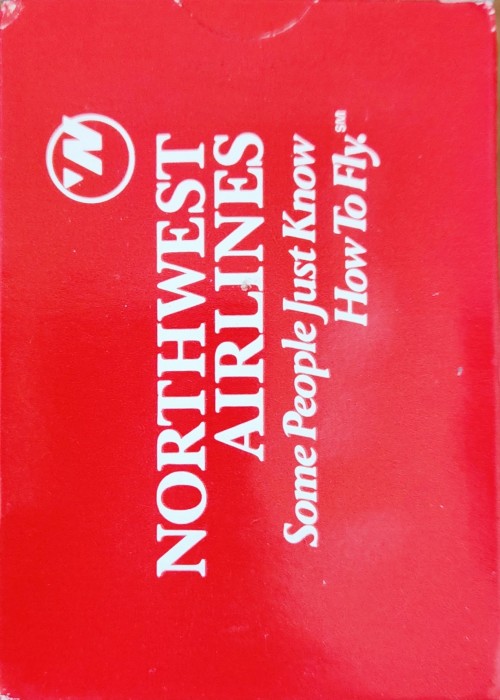 NORTHWEST
AIRLINES
Some People Just Know
How To Fly.℠